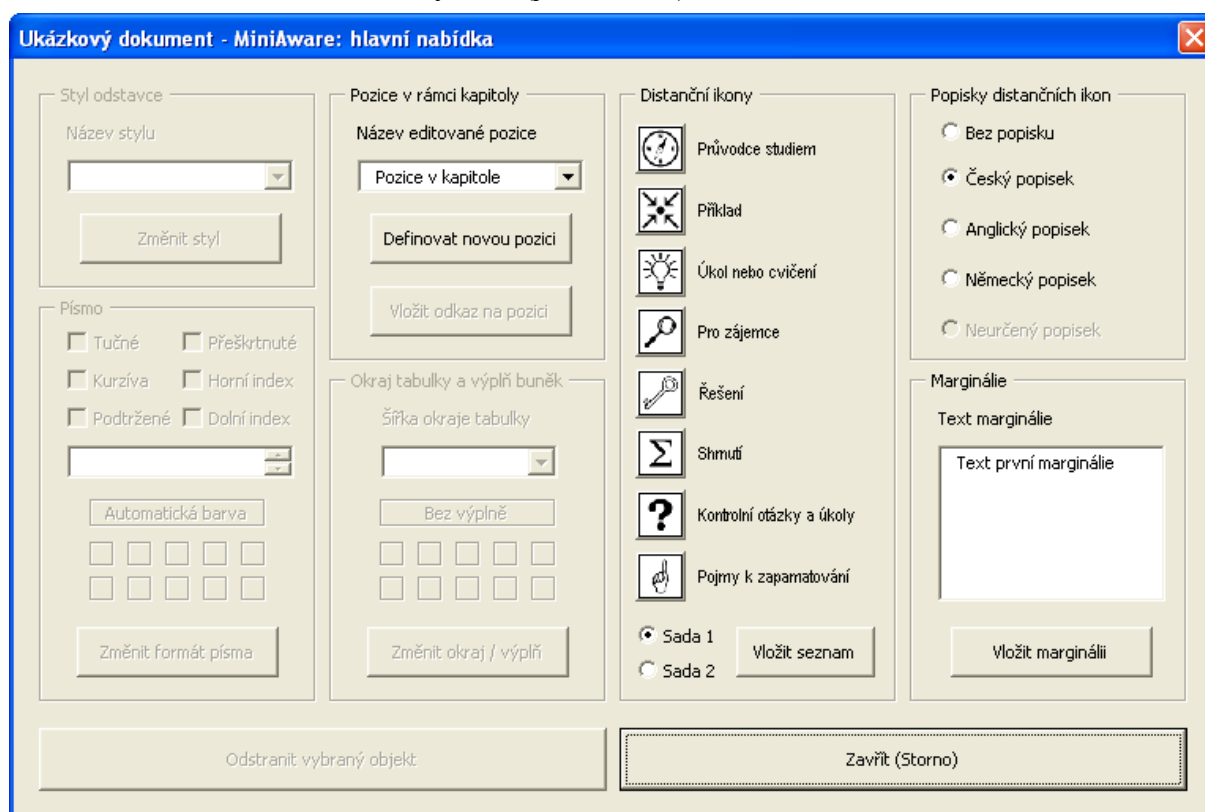 Ukázkový dokument - MiniAware: hlavní nabídka
Styl odstavce
Název stylu
Změnit styl
Písmo
Tučné
Přeškrtnuté
Kurzíva
Horní index
Podtržené
Dolní index
Automatická barva
Změnit formát písma
Pozice v rámci kapitoly
Název editované pozice
Pozice v kapitole
Definovat novou pozici
Vložit odkaz na pozici
Okraj tabulky a výplň buněk
Šířka okraje tabulky
Bez výplně
Změnit okraj / výplň
Distanční ikony
Průvodce studiem
Příklad
Úkol nebo cvičení
Pro zájemce
Řešení
Shrnutí
Kontrolní otázky a úkoly
Pojmy k zapamatování
Sada 1
Sada 2
Vložit seznam
Popisky distančních ikon
Bez popisku
Český popisek
Anglický popisek
Německý popisek
Neurčený popisek
Marginálie
Text marginálie
Text první marginálie
Vložit marginálii
Odstranit vybraný objekt
Zavřít (Storno)